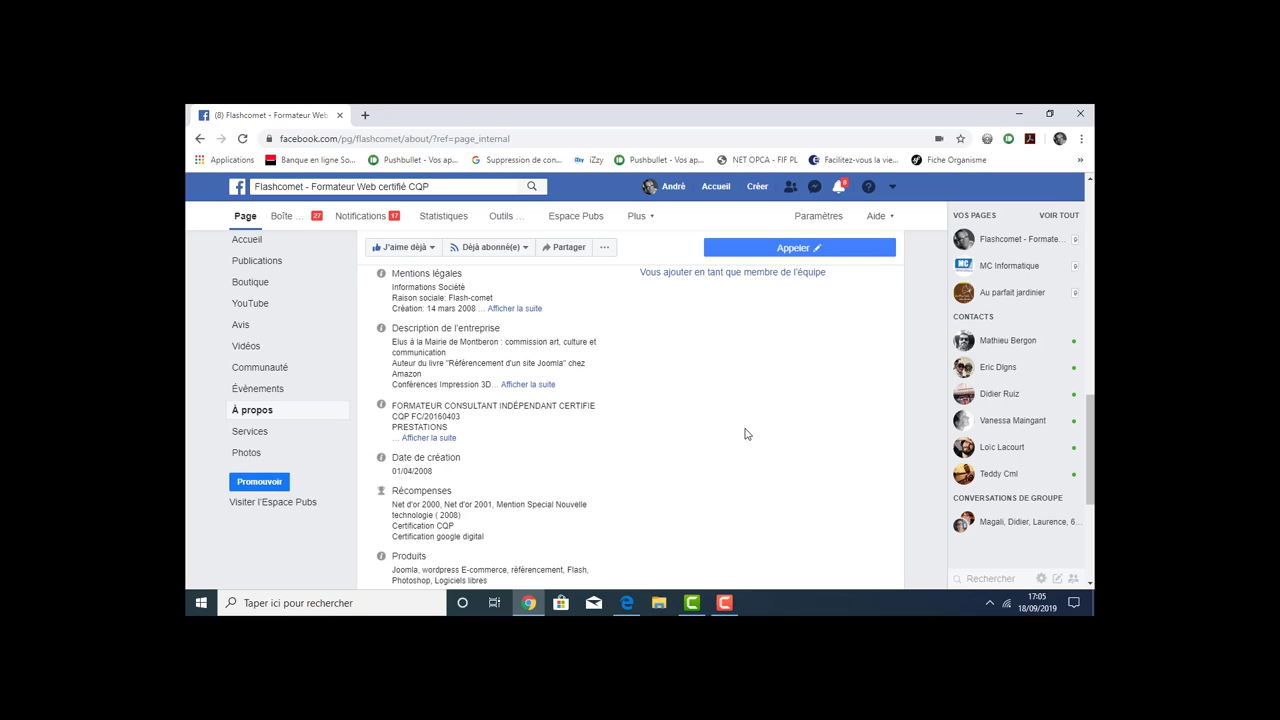 (8) Flashcomet - Formateur Web
facebook.com/pg/flashcomet/about/?ref=page_internal
Applications
Banque en ligne So...
Pushbullet - Vos ap...
Suppression de con...
iZzy
Pushbullet - Vos ap...
NET OPCA - FIF PL
Facilitez-vous la vie...
Fiche Organisme
»
Flashcomet - Formateur Web certifié CQP
André
Accueil
Créer
8
Page
Boîte ...
27
Notifications
17
Statistiques
Outils ...
Espace Pubs
Plus
Paramètres
Aide
Accueil
Publications
Boutique
YouTube
Avis
Vidéos
Communauté
Évènements
À propos
Services
Photos
Promouvoir
Visiter l'Espace Pubs
J'aime déjà
Déjà abonné(e)
Partager
...
Appeler
Mentions légales
Informations Société
Raison sociale: Flash-comet
Création: 14 mars 2008 ... Afficher la suite
Description de l'entreprise
Elus à la Mairie de Montberon : commission art, culture et
communication
Auteur du livre "Référencement d'un site Joomla" chez
Amazon
Conférences Impression 3D... Afficher la suite
FORMATEUR CONSULTANT INDÉPENDANT CERTIFIE
CQP FC/20160403
PRESTATIONS
... Afficher la suite
Date de création
01/04/2008
Récompenses
Net d'or 2000, Net d'or 2001, Mention Special Nouvelle
technologie ( 2008)
Certification CQP
Certification google digital
Produits
Joomla, wordpress E-commerce, référencement, Flash,
Photoshop, Logiciels libres
Vous ajouter en tant que membre de l'équipe
VOS PAGES
VOIR TOUT
Flashcomet - Formate...
MC Informatique
Au parfait jardinier
CONTACTS
Mathieu Bergon
Eric Dlgns
Didier Ruiz
Vanessa Maingant
Loïc Lacourt
Teddy Cml
CONVERSATIONS DE GROUPE
Magali, Didier, Laurence, 6...
Rechercher
Taper ici pour rechercher
17:05
18/09/2019